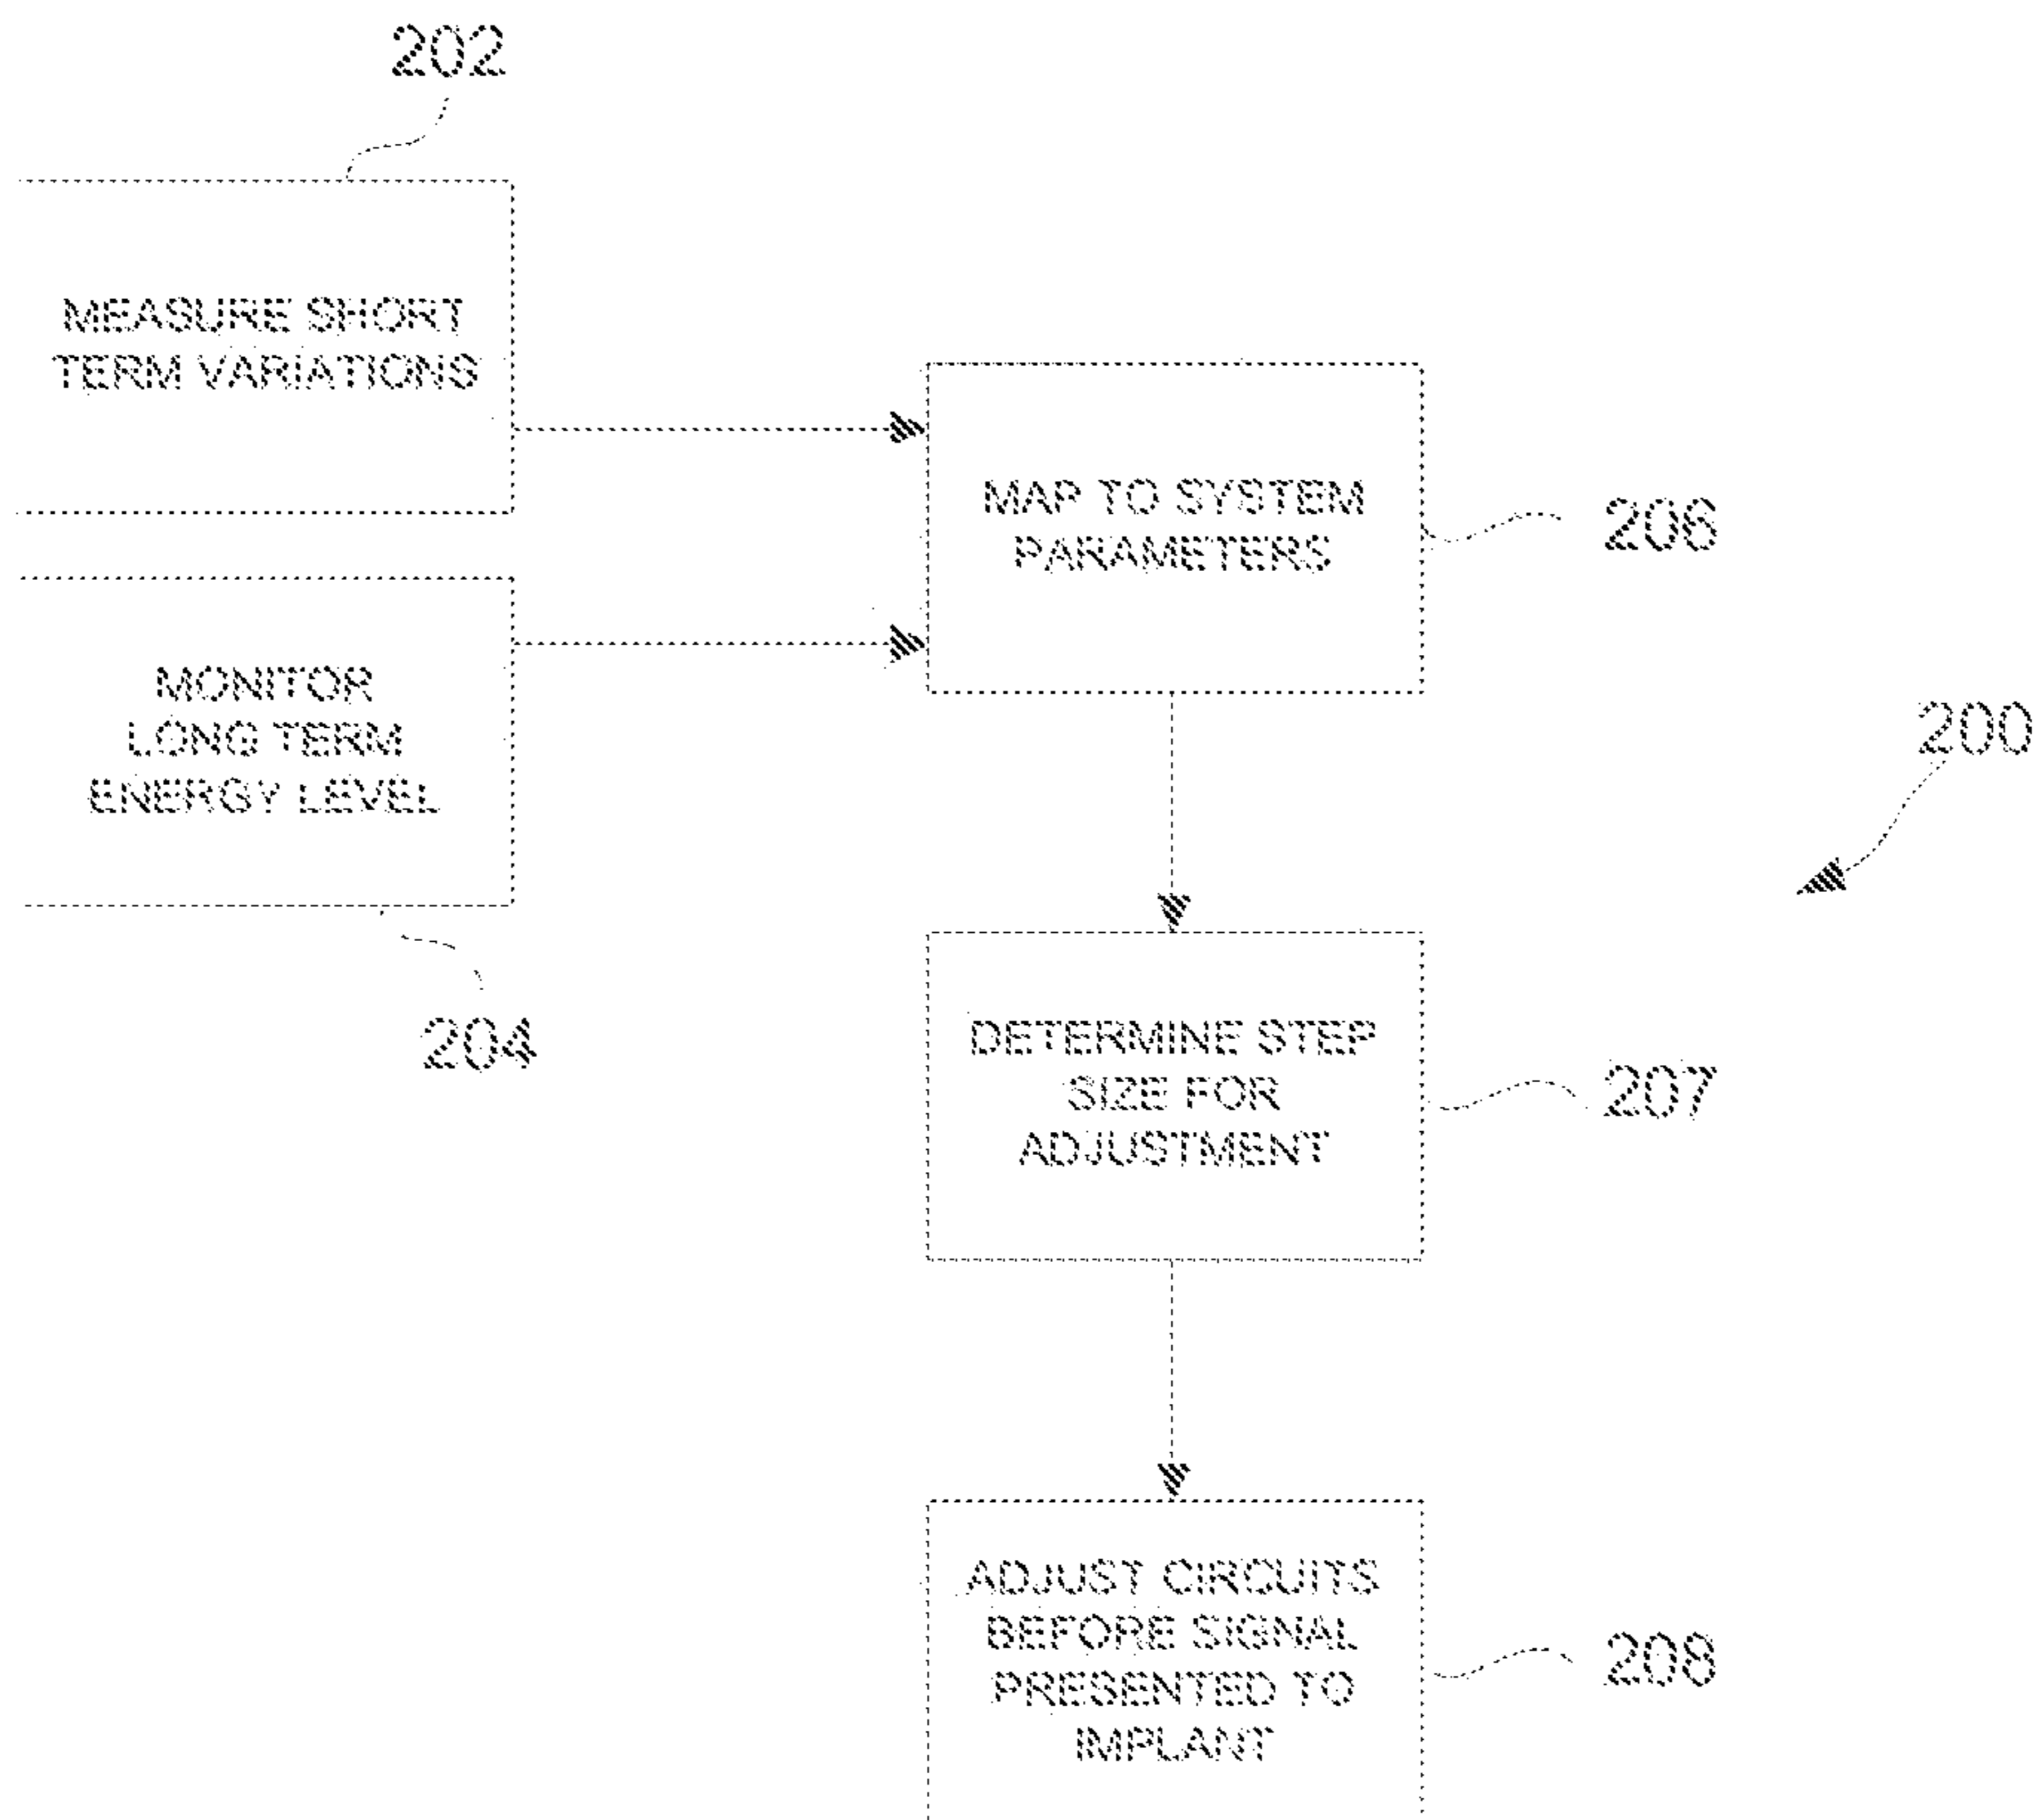 202
MEASURE SHORT
TERM VARIATIONS
MAP TO SYSTEM
PARAMETERS
206
MONITOR
LONG TERM
ENERGY LEVEL
200
204
DETERMINE STEP
SIZE FOR
ADJUSTMENT
207
ADJUST CIRCUITS
BEFORE SIGNAL
PRESENTED TO
IMPLANT
208